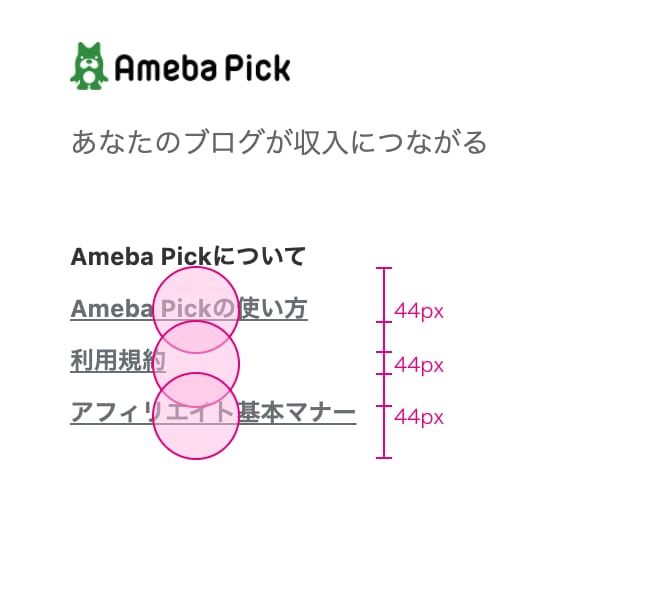 Ameba Pick
あなたのブログが収入につながる
Ameba Pickについて
Ameba Pickの使い方
44px
利用規約
44px
アフィリエイト基本マナー
44px